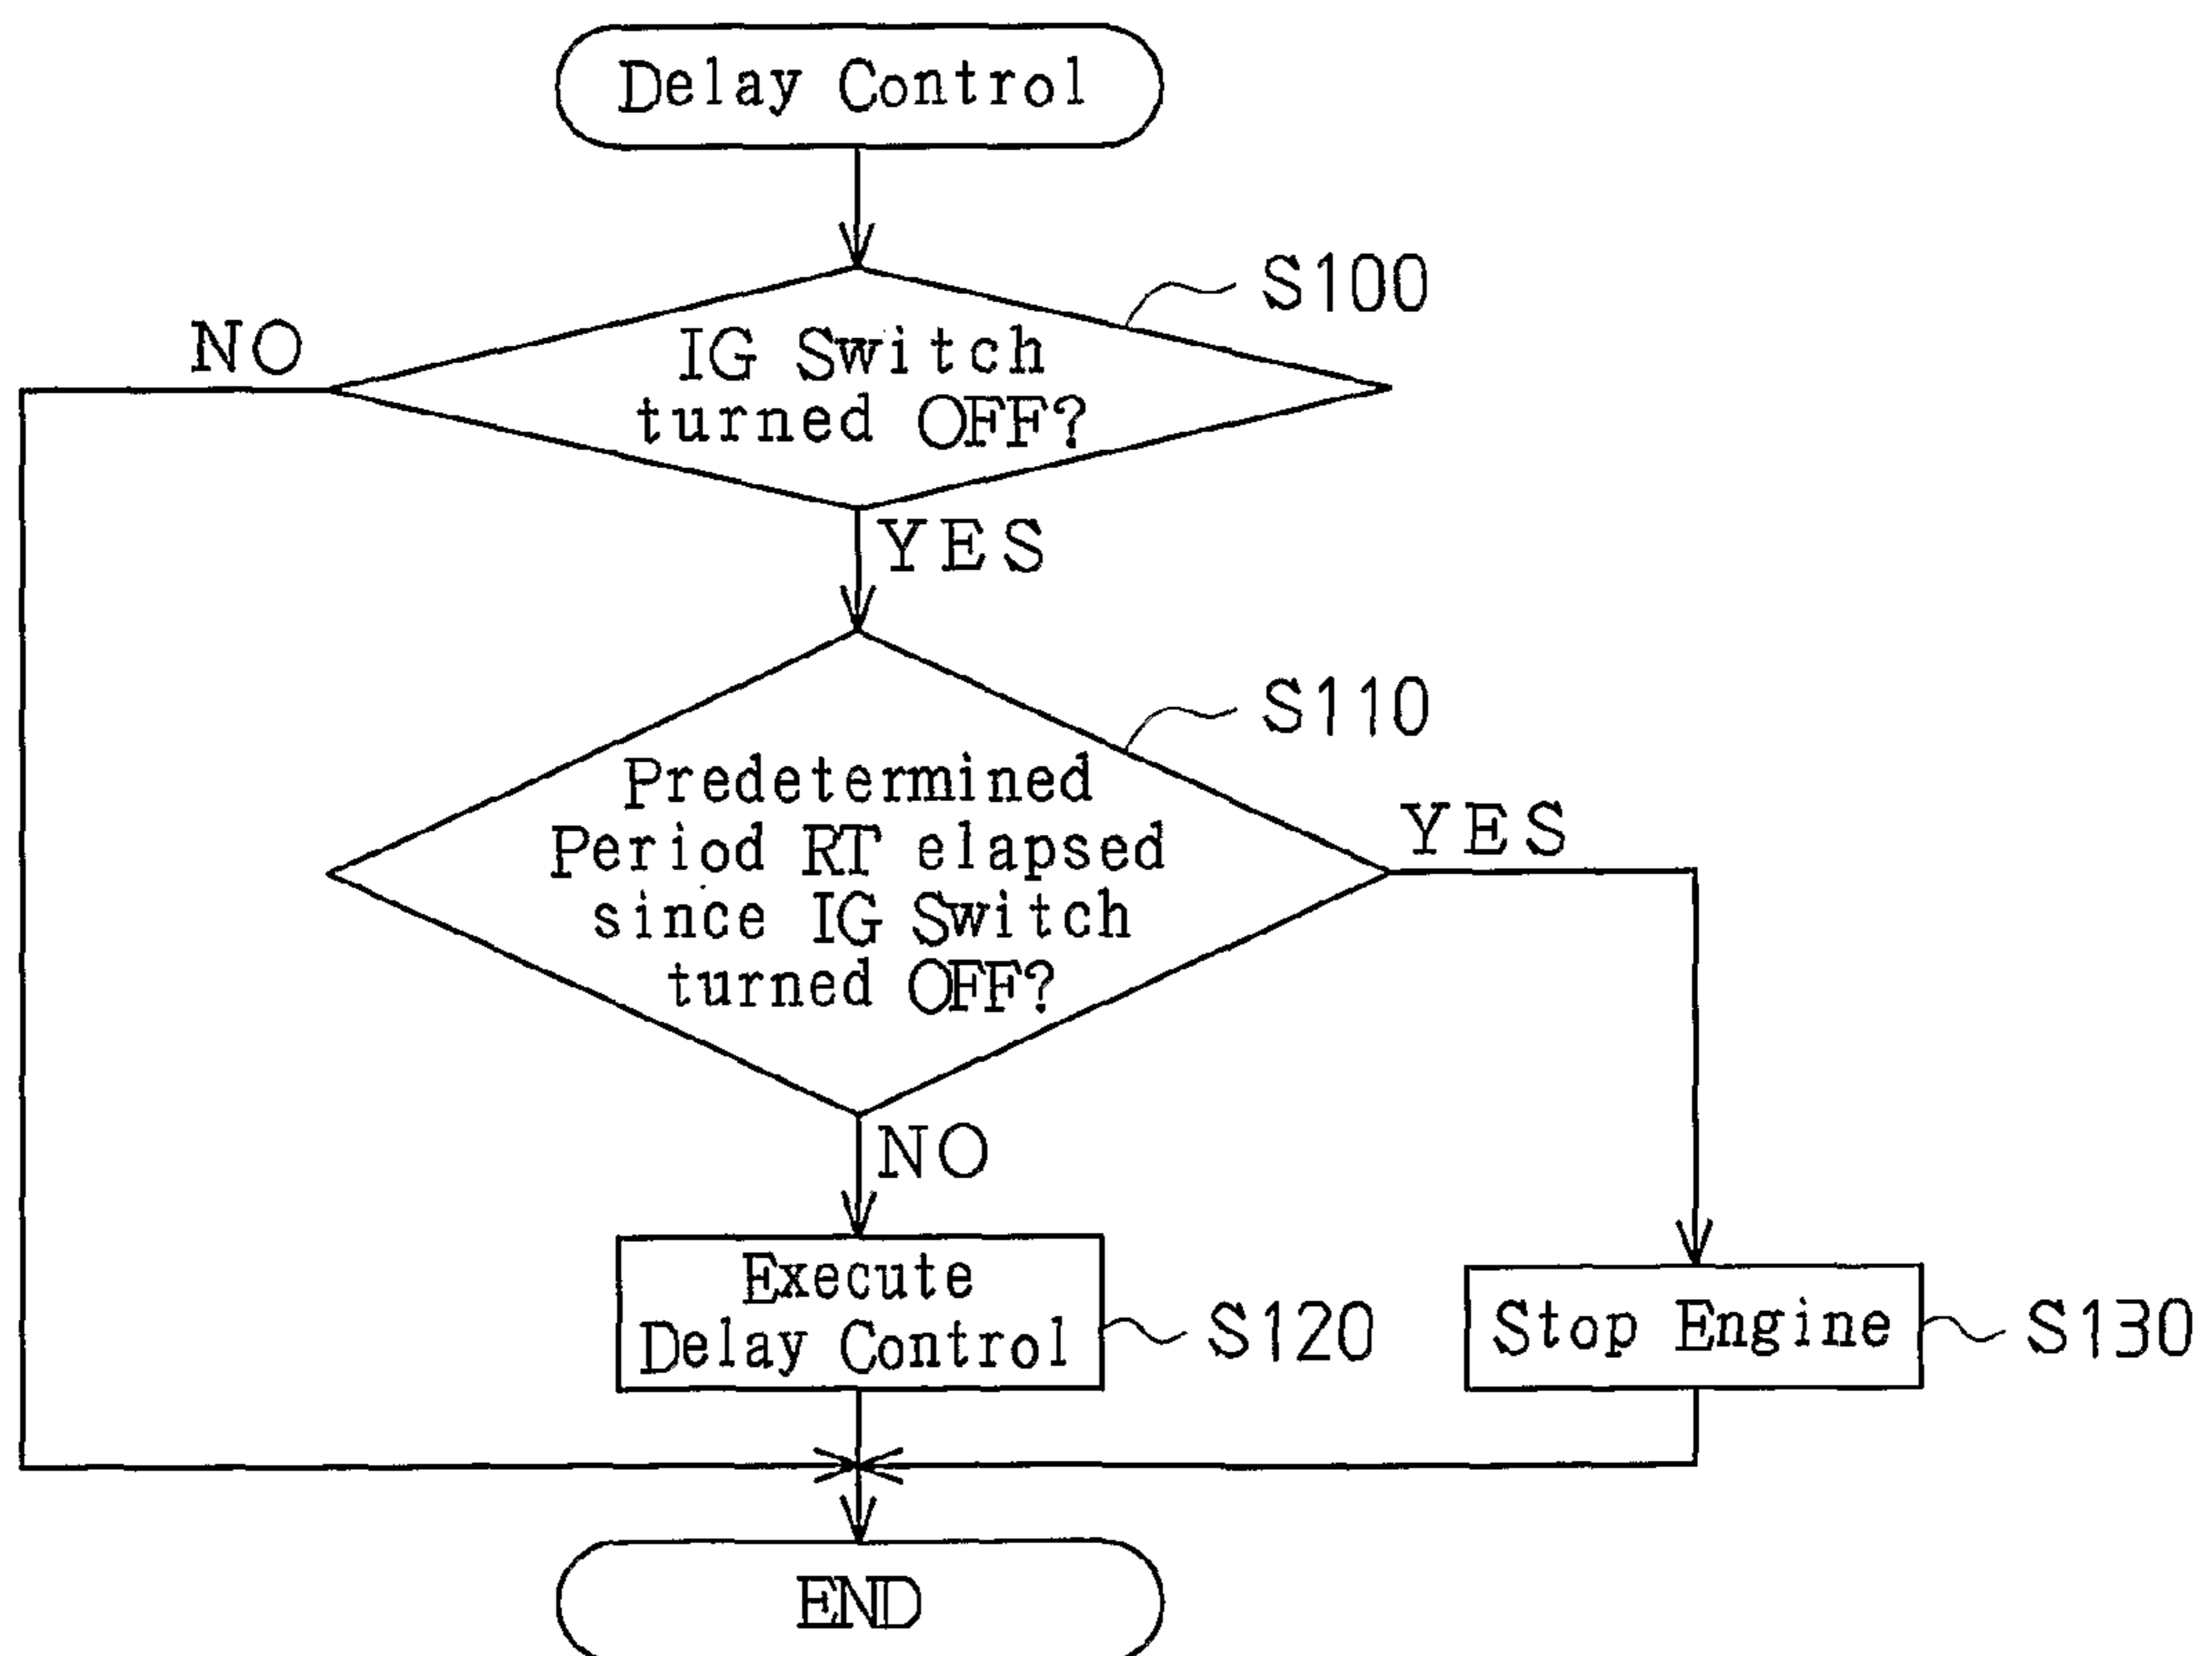 Delay Control
S100
NO
IG Switch
turned OFF?
YES
S110
Predetermined
Period RT elapsed
since IG Switch
turned OFF?
YES
NO
Execute
Delay Control
S120
Stop Engine
S130
END